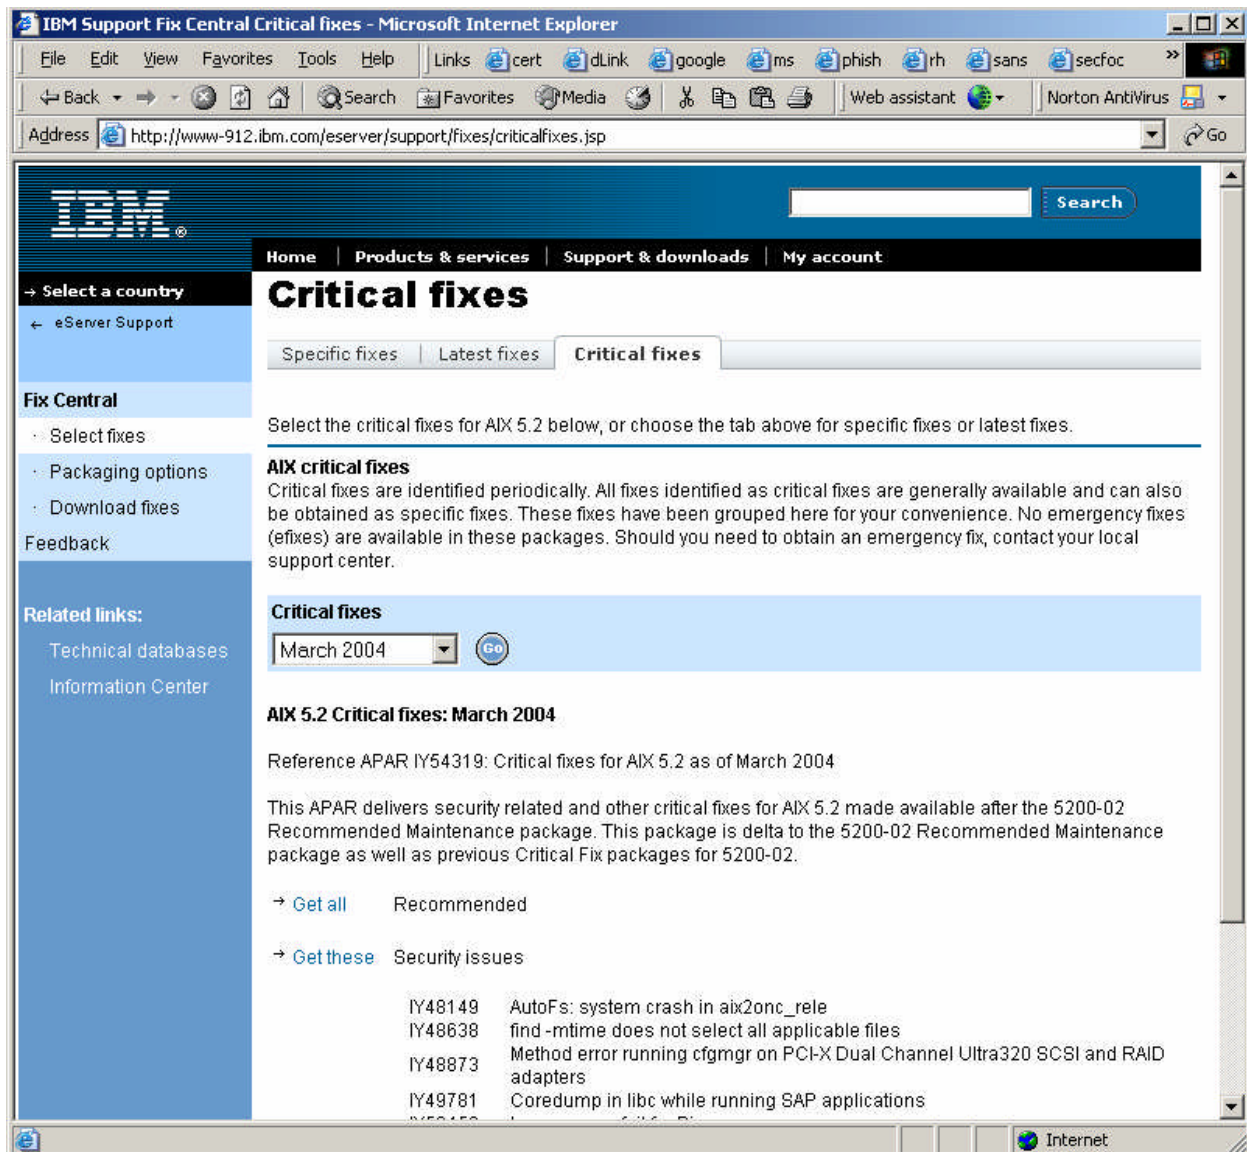 IBM Support Fix Central Critical fixes - Microsoft Internet Explorer
File Edit View Favorites Tools Help Links cert dLink google ms phish rh sans secfoc »
Back Search Favorites Media Web assistant Norton AntiVirus
Address http://www-912.ibm.com/eserver/support/fixes/criticalfixes.jsp Go
IBM®
Search
Home | Products & services | Support & downloads | My account
→ Select a country
Critical fixes
← eServer Support
Specific fixes | Latest fixes Critical fixes
Fix Central
· Select fixes
Select the critical fixes for AIX 5.2 below, or choose the tab above for specific fixes or latest fixes.
· Packaging options
· Download fixes
Feedback
AIX critical fixes
Critical fixes are identified periodically. All fixes identified as critical fixes are generally available and can also
be obtained as specific fixes. These fixes have been grouped here for your convenience. No emergency fixes
(efixes) are available in these packages. Should you need to obtain an emergency fix, contact your local
support center.
Related links:
Technical databases
Information Center
Critical fixes
March 2004 Go
AIX 5.2 Critical fixes: March 2004
Reference APAR IY54319: Critical fixes for AIX 5.2 as of March 2004
This APAR delivers security related and other critical fixes for AIX 5.2 made available after the 5200-02
Recommended Maintenance package. This package is delta to the 5200-02 Recommended Maintenance
package as well as previous Critical Fix packages for 5200-02.
→ Get all Recommended
→ Get these Security issues
IY48149 AutoFs: system crash in aix2onc_rele
IY48638 find -mtime does not select all applicable files
IY48873 Method error running cfgmgr on PCI-X Dual Channel Ultra320 SCSI and RAID
adapters
IY49781 Coredump in libc while running SAP applications
Internet